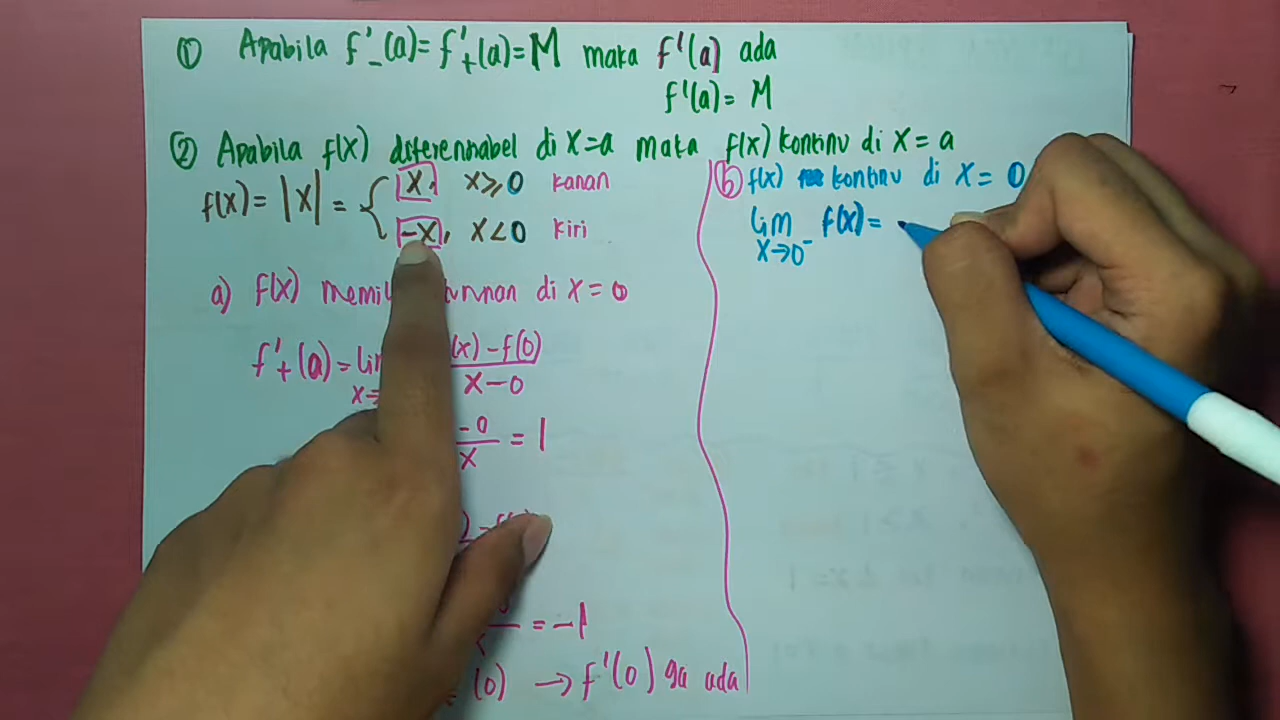 ① Apabila f'₋(a) = f'₊(a) = M maka f'(a) ada
f'(a) = M
② Apabila f(x) diferensiabel di x=a maka f(x) kontinu di x=a
f(x) = |x| = { x, x ≥ 0 kanan
-x, x < 0 kiri
a) f(x) di x = 0
f'₊(a) = lim (x) - f(0) / x - 0
x→
-0 / x = 1
= -1
(0) → f'(0) ga ada
ⓑ f(x) kontinu di x = 0
lim f(x) =
x→0⁻